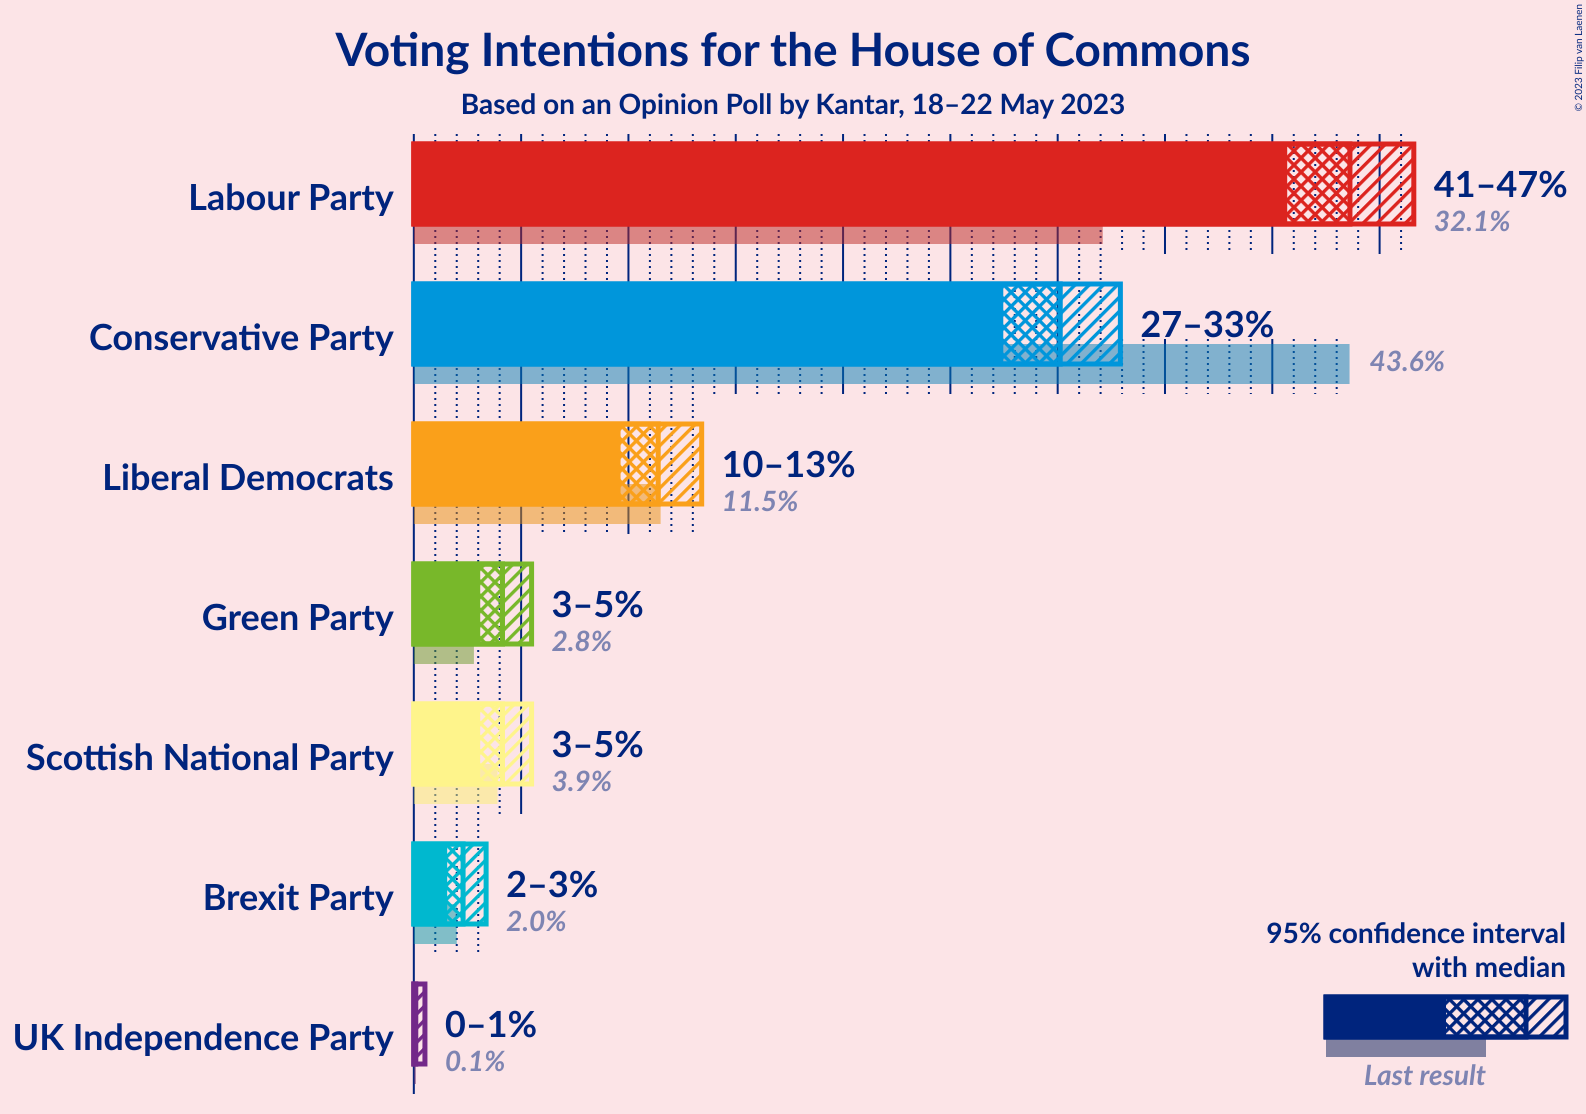 Voting Intentions for the House of Commons
Based on an Opinion Poll by Kantar, 18–22 May 2023
© 2023 Filip van Laenen
Labour Party
41–47%
32.1%
Conservative Party
27–33%
43.6%
Liberal Democrats
10–13%
11.5%
Green Party
3–5%
2.8%
Scottish National Party
3–5%
3.9%
Brexit Party
2–3%
2.0%
UK Independence Party
0–1%
0.1%
95% confidence interval
with median
Last result